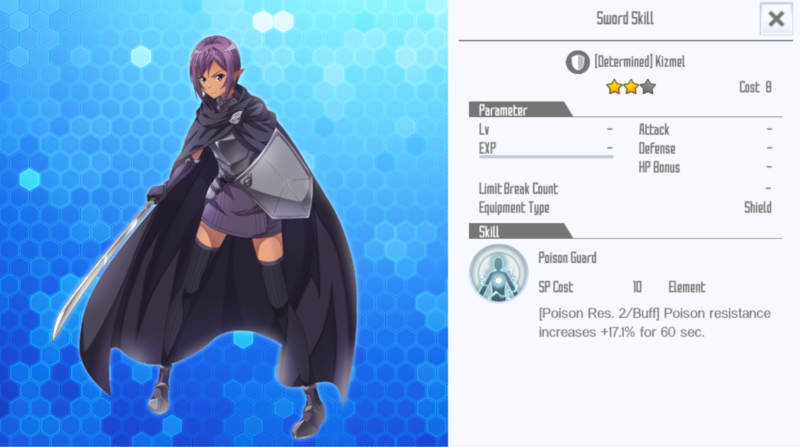 Sword Skill
[Determined] Kizmel
Cost 8
Parameter
Lv - Attack -
EXP - Defense -
HP Bonus -
Limit Break Count -
Equipment Type Shield
Skill
Poison Guard
SP Cost 10 Element
[Poison Res. 2/Buff] Poison resistance
increases +17.1% for 60 sec.